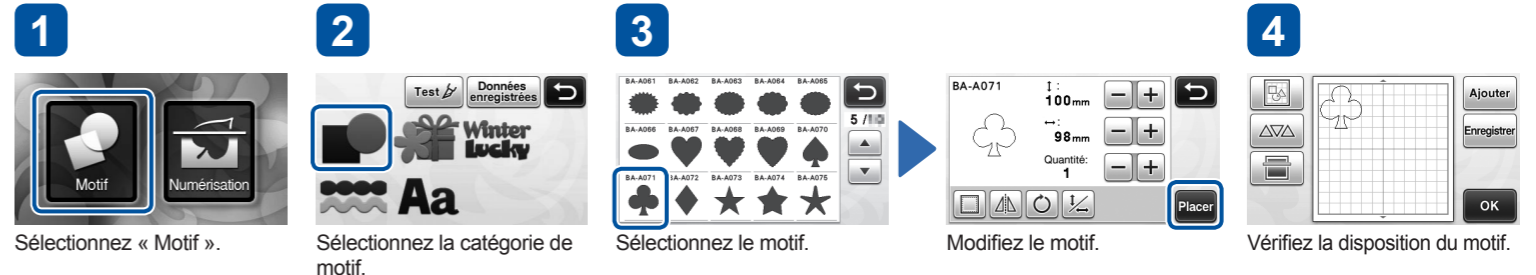 1
Motif
Numérisation
Sélectionnez « Motif ».
2
Test
Données
enregistrées
Winter
Lucky
Aa
Sélectionnez la catégorie de
motif.
3
BA-A061 BA-A062 BA-A063 BA-A064 BA-A065
5 /
BA-A066 BA-A067 BA-A068 BA-A069 BA-A070
BA-A071 BA-A072 BA-A073 BA-A074 BA-A075
Sélectionnez le motif.
BA-A071
100mm
98mm
Quantité:
1
Placer
Modifiez le motif.
4
Ajouter
Enregistrer
OK
Vérifiez la disposition du motif.